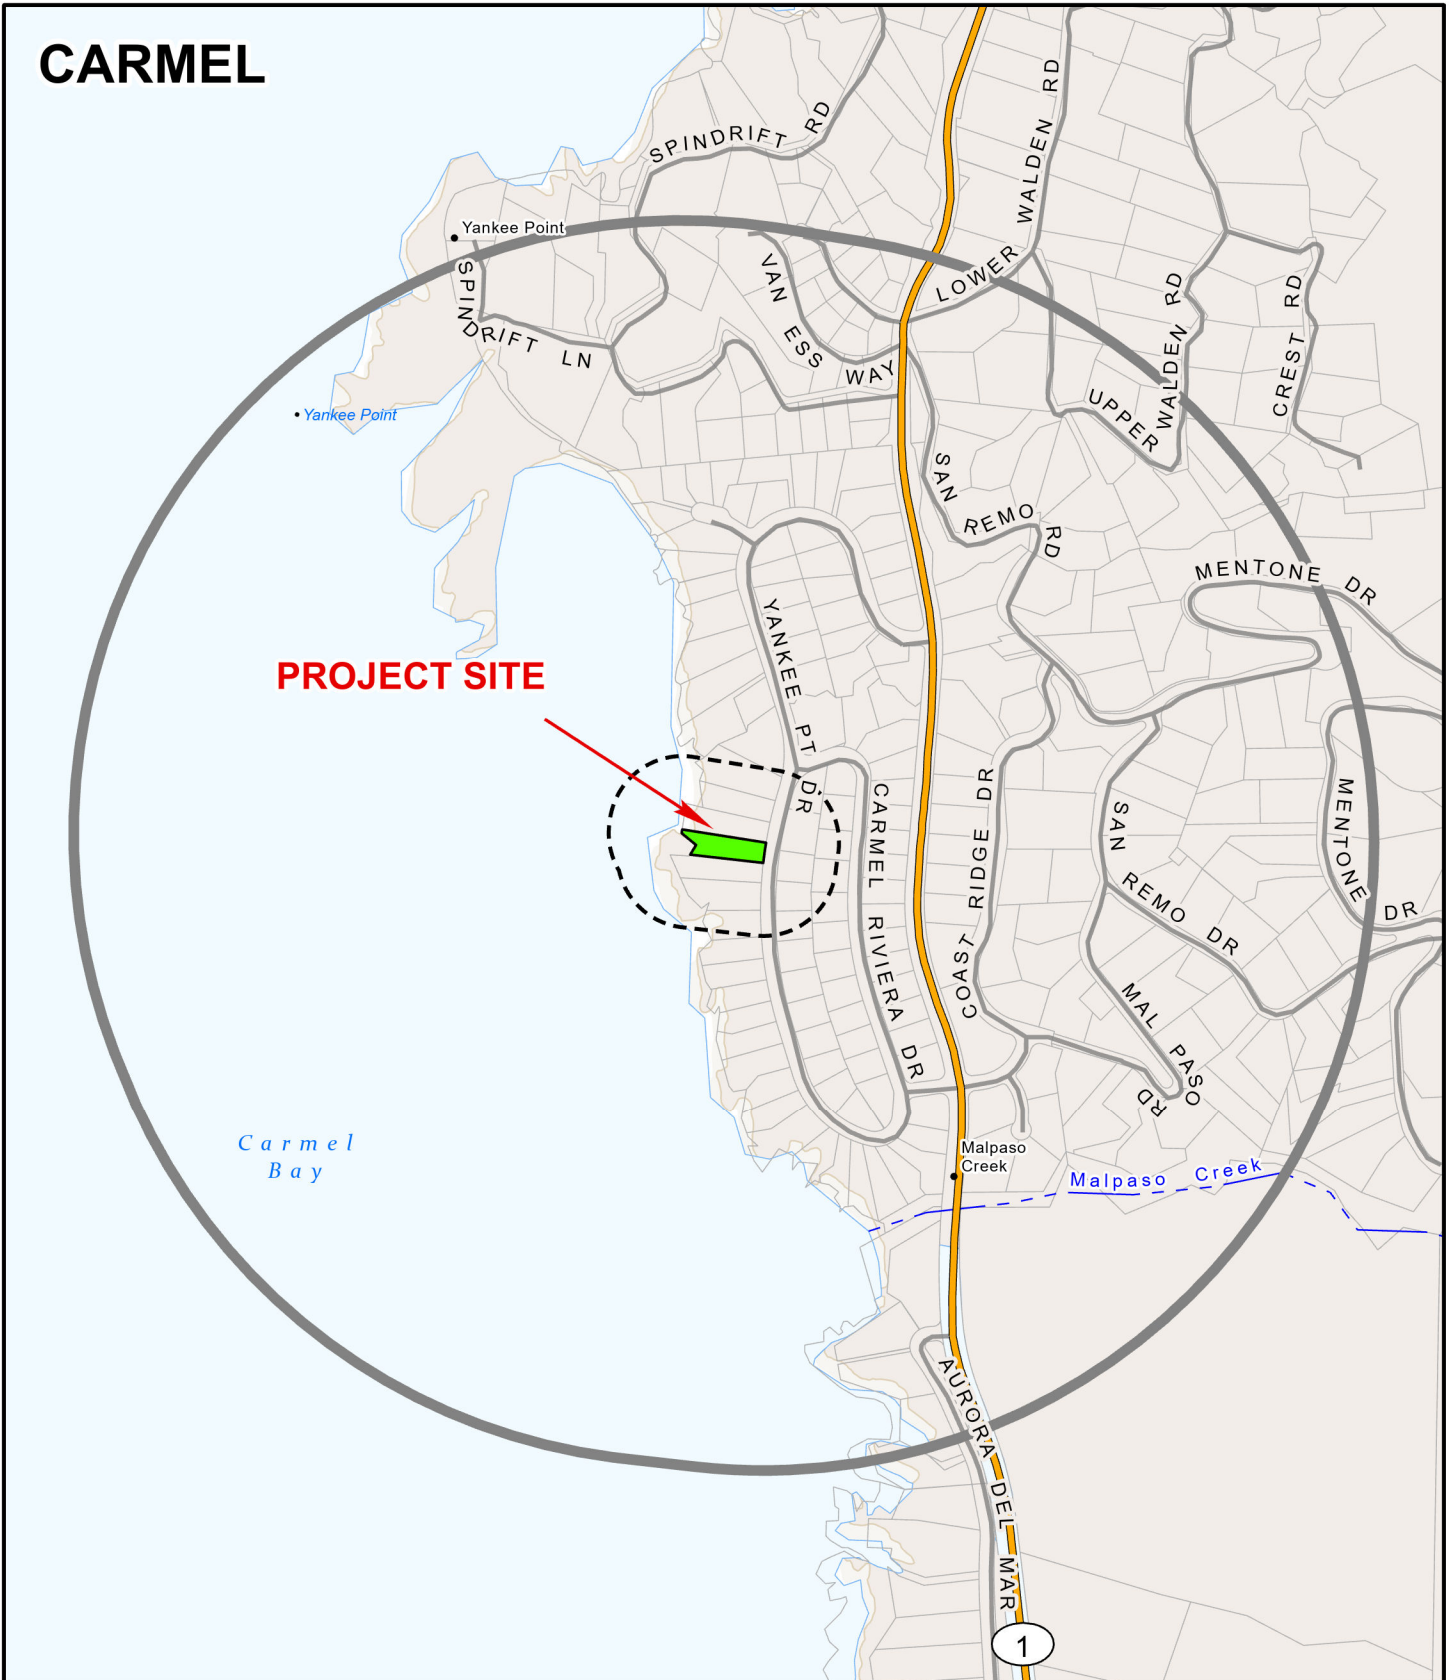 CARMEL
SPINDRIFT RD
WALDEN RD
Yankee Point
SPINDRIFT LN
VAN ESS WAY
LOWER
WALDEN RD
CREST RD
Yankee Point
UPPER
SAN REMO RD
MENTONE DR
YANKEE PT DR
PROJECT SITE
CARMEL RIVIERA DR
COAST RIDGE DR
SAN REMO DR
MENTONE DR
MAL PASO RD
Carmel
Bay
Malpaso
Creek
Malpaso Creek
AURORA DEL MAR
1